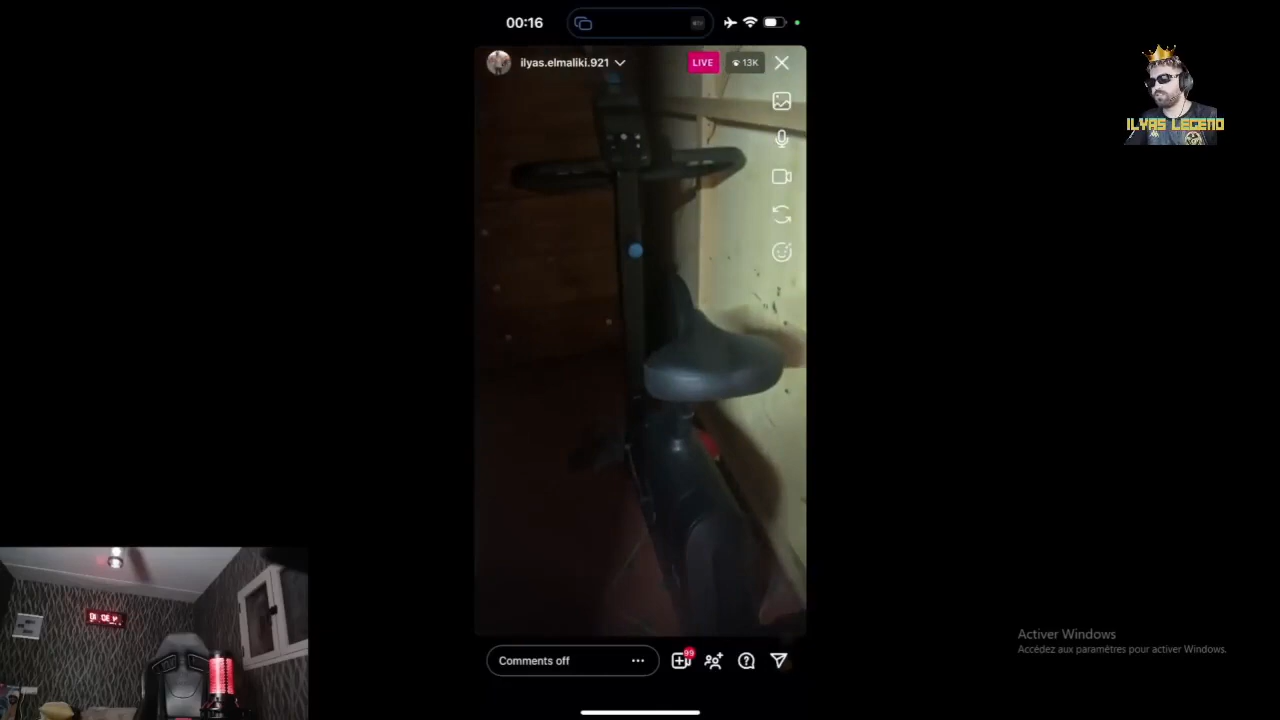 00:16
ilyas.elmaliki.921
LIVE
13K
ILYAS LEGEND
Comments off
99
Activer Windows
Accédez aux paramètres pour activer Windows.